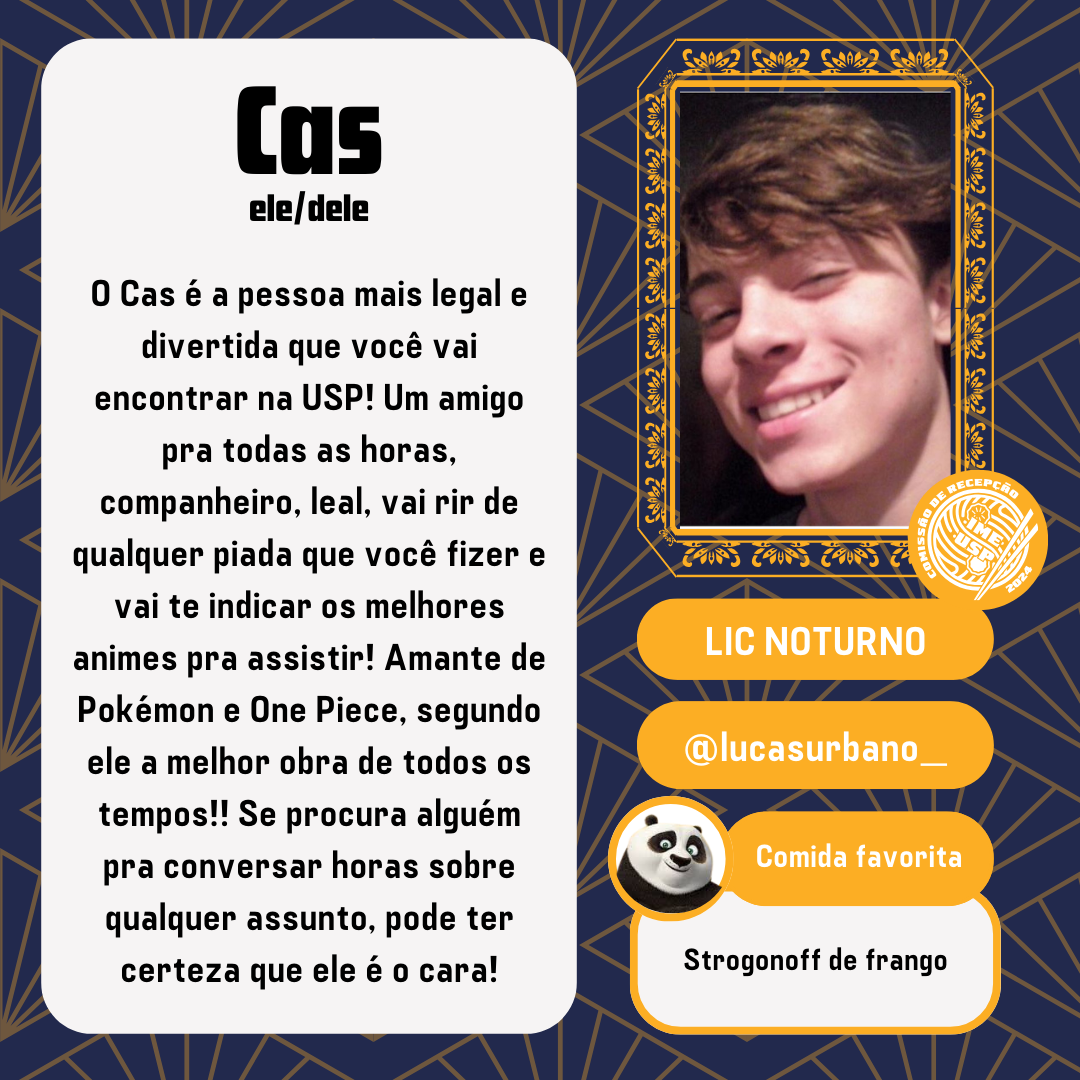 Cas
ele/dele
O Cas é a pessoa mais legal e
divertida que você vai
encontrar na USP! Um amigo
pra todas as horas,
companheiro, leal, vai rir de
qualquer piada que você fizer e
vai te indicar os melhores
animes pra assistir! Amante de
Pokémon e One Piece, segundo
ele a melhor obra de todos os
tempos!! Se procura alguém
pra conversar horas sobre
qualquer assunto, pode ter
certeza que ele é o cara!
COMISSÃO DE RECEPÇÃO
IME
USP
2024
LIC NOTURNO
@lucasurbano_
Comida favorita
Strogonoff de frango